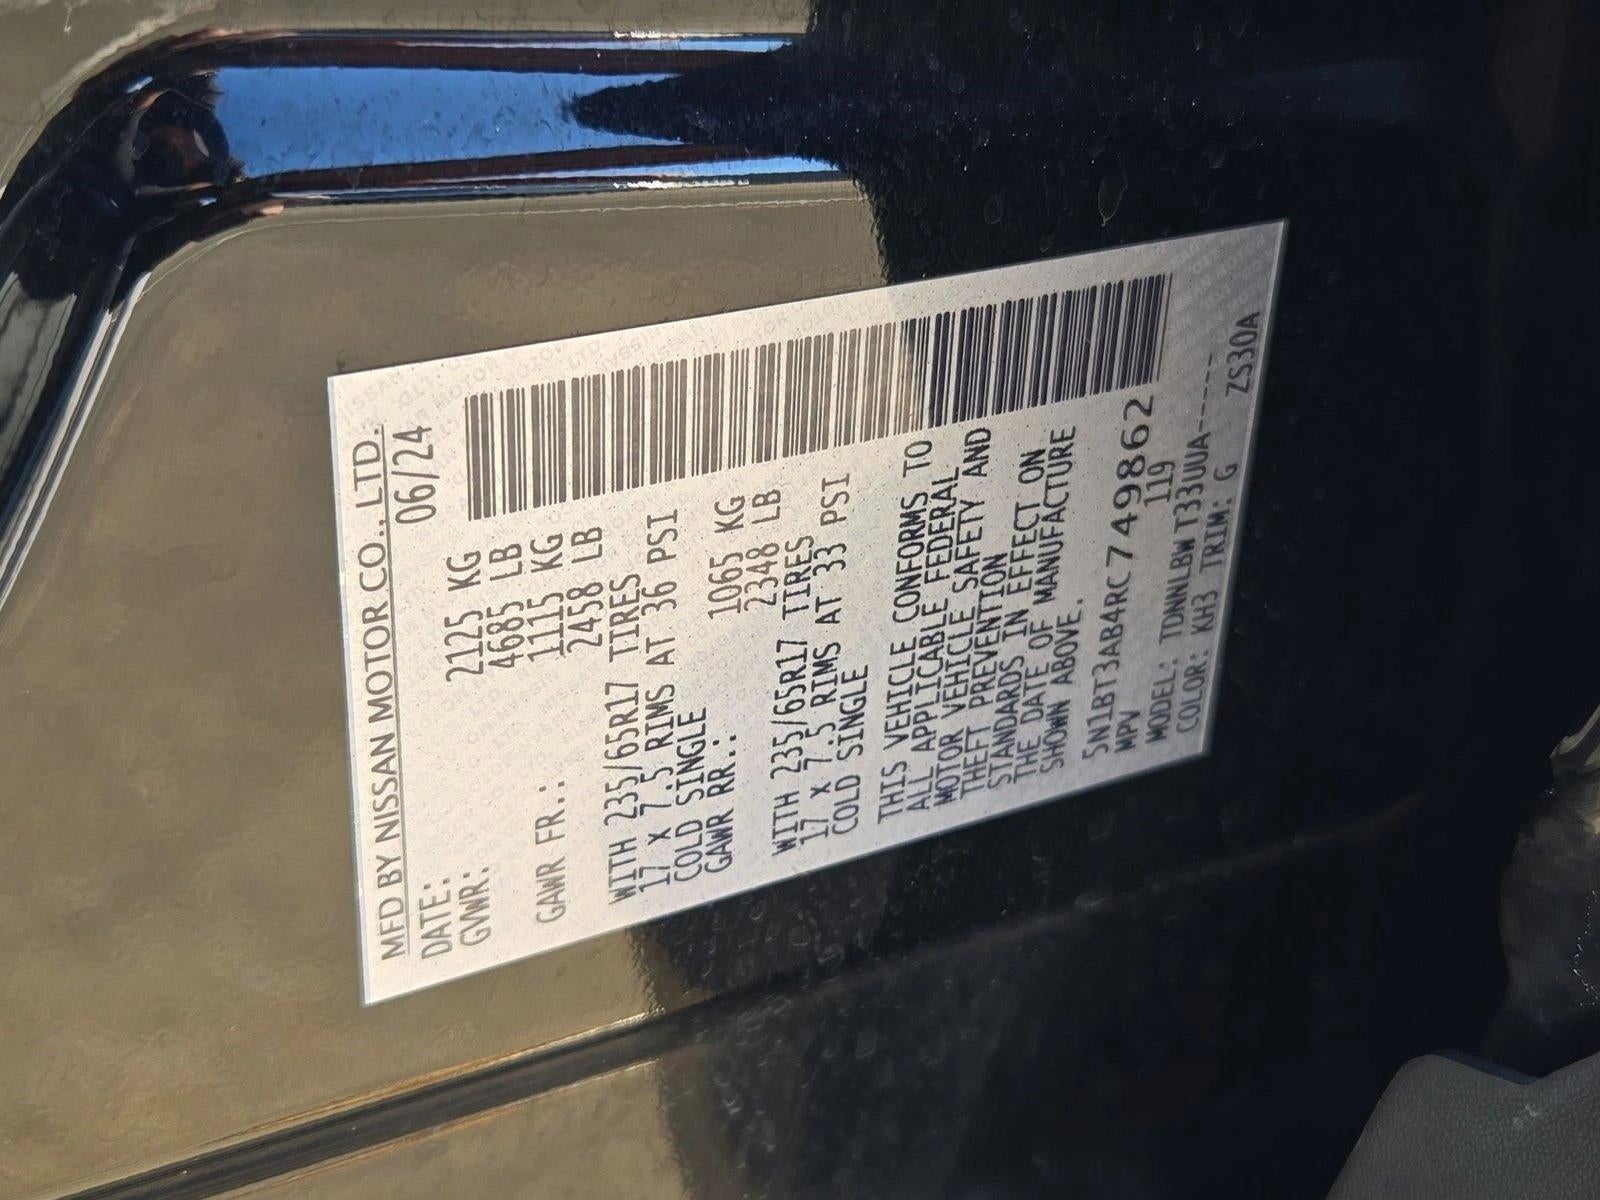 MFD BY NISSAN MOTOR CO., LTD.
DATE: 06/24
GVWR: 2125 KG
4685 LB
GAWR FR.: 1115 KG
2458 LB
WITH 235/65R17 TIRES
17 x 7.5 RIMS AT 36 PSI
COLD SINGLE
GAWR RR.: 1065 KG
2348 LB
WITH 235/65R17 TIRES
17 x 7.5 RIMS AT 33 PSI
COLD SINGLE
THIS VEHICLE CONFORMS TO
ALL APPLICABLE FEDERAL
MOTOR VEHICLE SAFETY AND
THEFT PREVENTION
STANDARDS IN EFFECT ON
THE DATE OF MANUFACTURE
SHOWN ABOVE.
5N1BT3AB4RC749862
MPV 119
MODEL: TDNNLBW T33UUA-----
COLOR: KH3 TRIM: G ZS30A